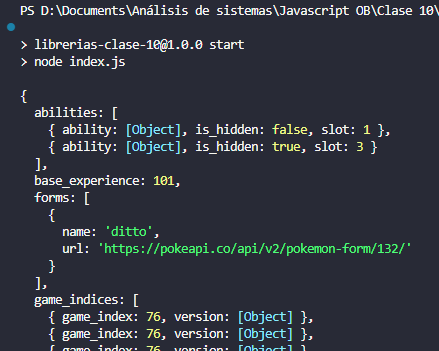 PS D:\Documents\Análisis de sistemas\Javascript OB\Clase 10\
> librerias-clase-10@1.0.0 start
> node index.js
{
  abilities: [
    { ability: [Object], is_hidden: false, slot: 1 },
    { ability: [Object], is_hidden: true, slot: 3 }
  ],
  base_experience: 101,
  forms: [
    {
      name: 'ditto',
      url: 'https://pokeapi.co/api/v2/pokemon-form/132/'
    }
  ],
  game_indices: [
    { game_index: 76, version: [Object] },
    { game_index: 76, version: [Object] },
    { game_index: 76, version: [Object] },